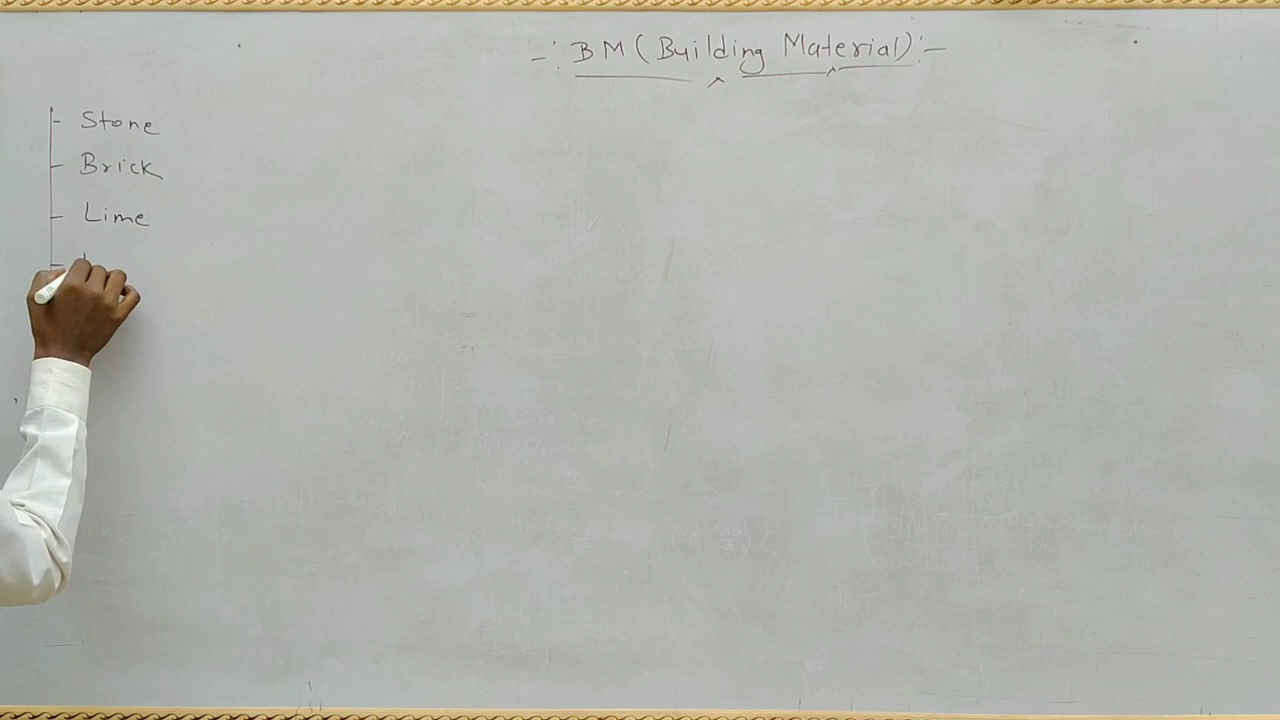 -: BM (Building Material) :-
- Stone
- Brick
- Lime